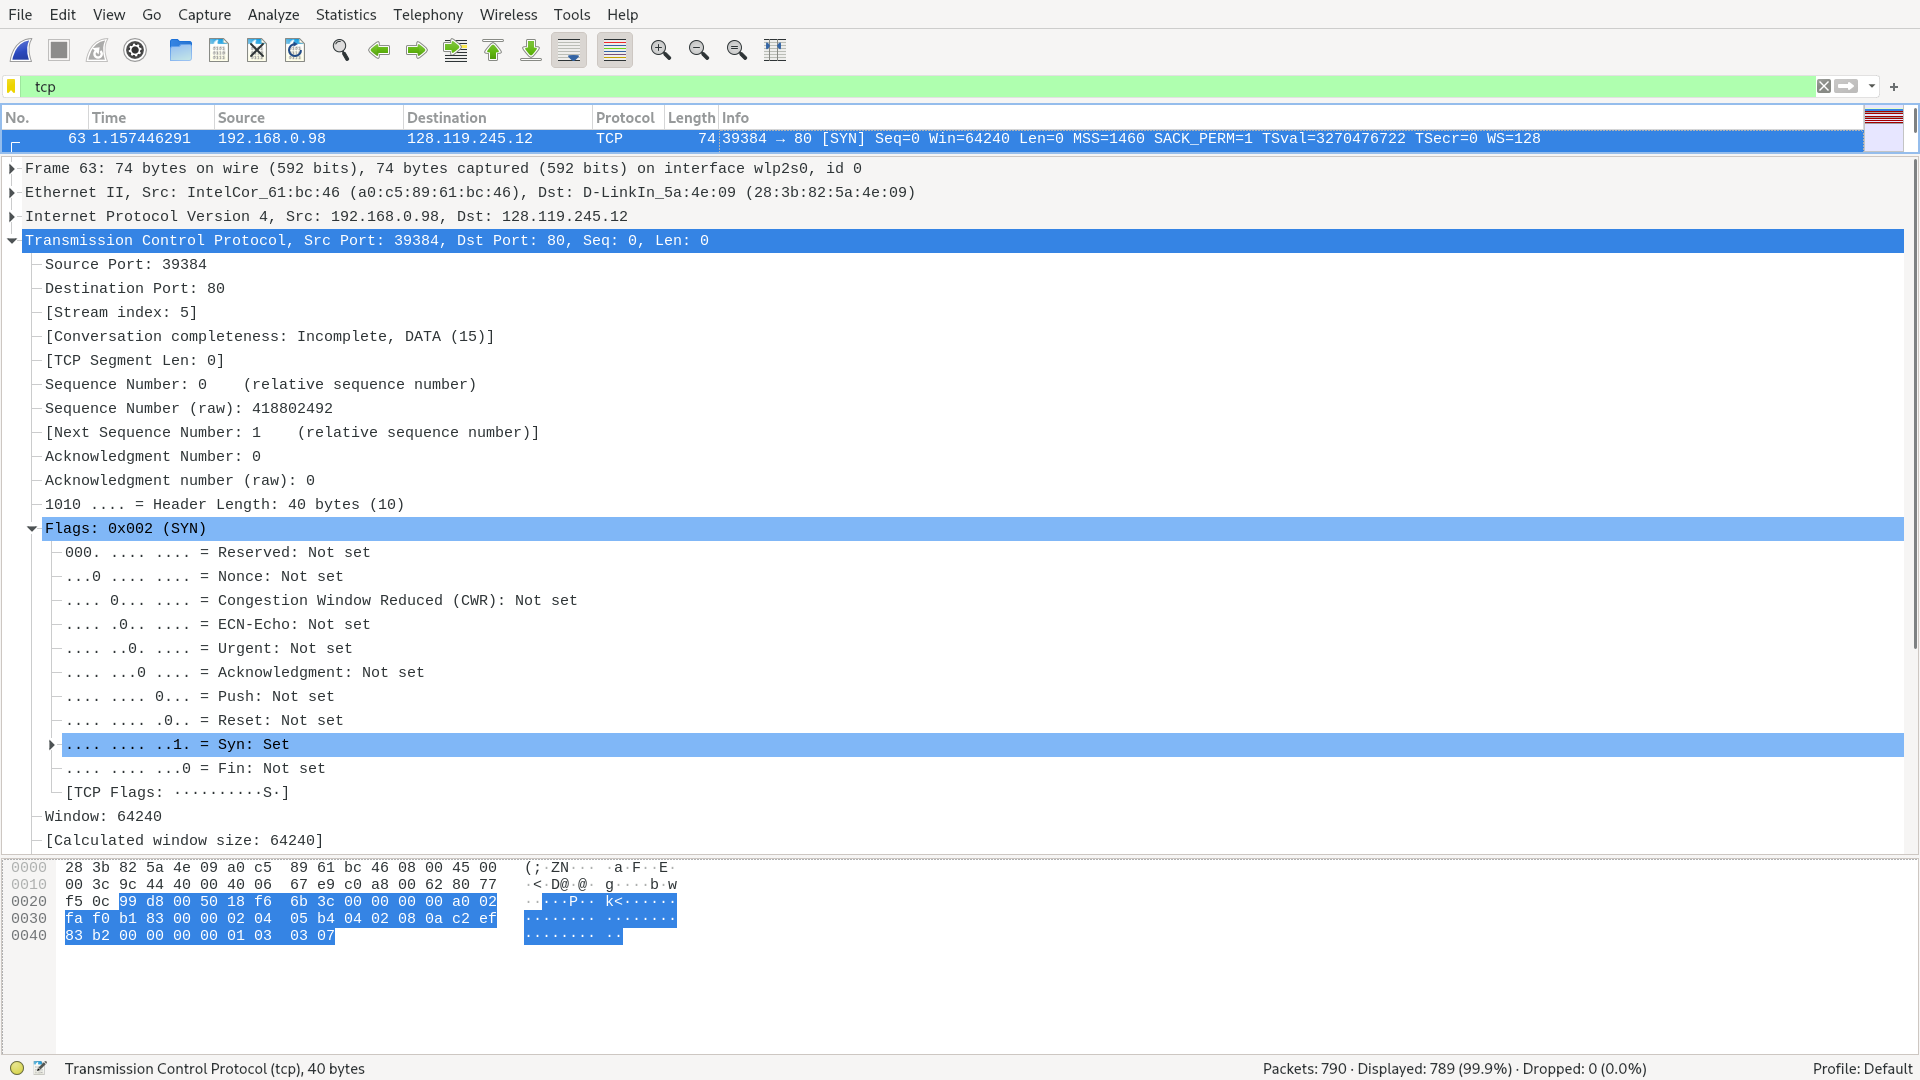 File Edit View Go Capture Analyze Statistics Telephony Wireless Tools Help
tcp
No. Time Source Destination Protocol Length Info
63 1.157446291 192.168.0.98 128.119.245.12 TCP 74 39384 → 80 [SYN] Seq=0 Win=64240 Len=0 MSS=1460 SACK_PERM=1 TSval=3270476722 TSecr=0 WS=128
Frame 63: 74 bytes on wire (592 bits), 74 bytes captured (592 bits) on interface wlp2s0, id 0
Ethernet II, Src: IntelCor_61:bc:46 (a0:c5:89:61:bc:46), Dst: D-LinkIn_5a:4e:09 (28:3b:82:5a:4e:09)
Internet Protocol Version 4, Src: 192.168.0.98, Dst: 128.119.245.12
Transmission Control Protocol, Src Port: 39384, Dst Port: 80, Seq: 0, Len: 0
Source Port: 39384
Destination Port: 80
[Stream index: 5]
[Conversation completeness: Incomplete, DATA (15)]
[TCP Segment Len: 0]
Sequence Number: 0    (relative sequence number)
Sequence Number (raw): 418802492
[Next Sequence Number: 1    (relative sequence number)]
Acknowledgment Number: 0
Acknowledgment number (raw): 0
1010 .... = Header Length: 40 bytes (10)
Flags: 0x002 (SYN)
000. .... .... = Reserved: Not set
...0 .... .... = Nonce: Not set
.... 0... .... = Congestion Window Reduced (CWR): Not set
.... .0.. .... = ECN-Echo: Not set
.... ..0. .... = Urgent: Not set
.... ...0 .... = Acknowledgment: Not set
.... .... 0... = Push: Not set
.... .... .0.. = Reset: Not set
.... .... ..1. = Syn: Set
.... .... ...0 = Fin: Not set
[TCP Flags: ··········S·]
Window: 64240
[Calculated window size: 64240]
0000 28 3b 82 5a 4e 09 a0 c5 89 61 bc 46 08 00 45 00 (;·ZN··· ·a·F··E·
0010 00 3c 9c 44 40 00 40 06 67 e9 c0 a8 00 62 80 77 ·<·D@·@· g····b·w
0020 f5 0c 99 d8 00 50 18 f6 6b 3c 00 00 00 00 a0 02 ·····P·· k<······
0030 fa f0 b1 83 00 00 02 04 05 b4 04 02 08 0a c2 ef ········ ········
0040 83 b2 00 00 00 00 01 03 03 07 ········ ··
Transmission Control Protocol (tcp), 40 bytes Packets: 790 · Displayed: 789 (99.9%) · Dropped: 0 (0.0%) Profile: Default